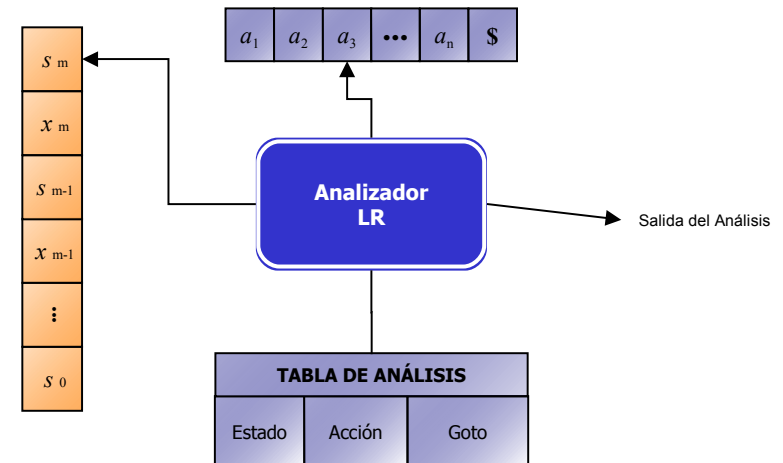 a1 a2 a3 ••• an $
s m
x m
s m-1
x m-1
⋮
s 0
Analizador
LR
Salida del Análisis
TABLA DE ANÁLISIS
Estado Acción Goto